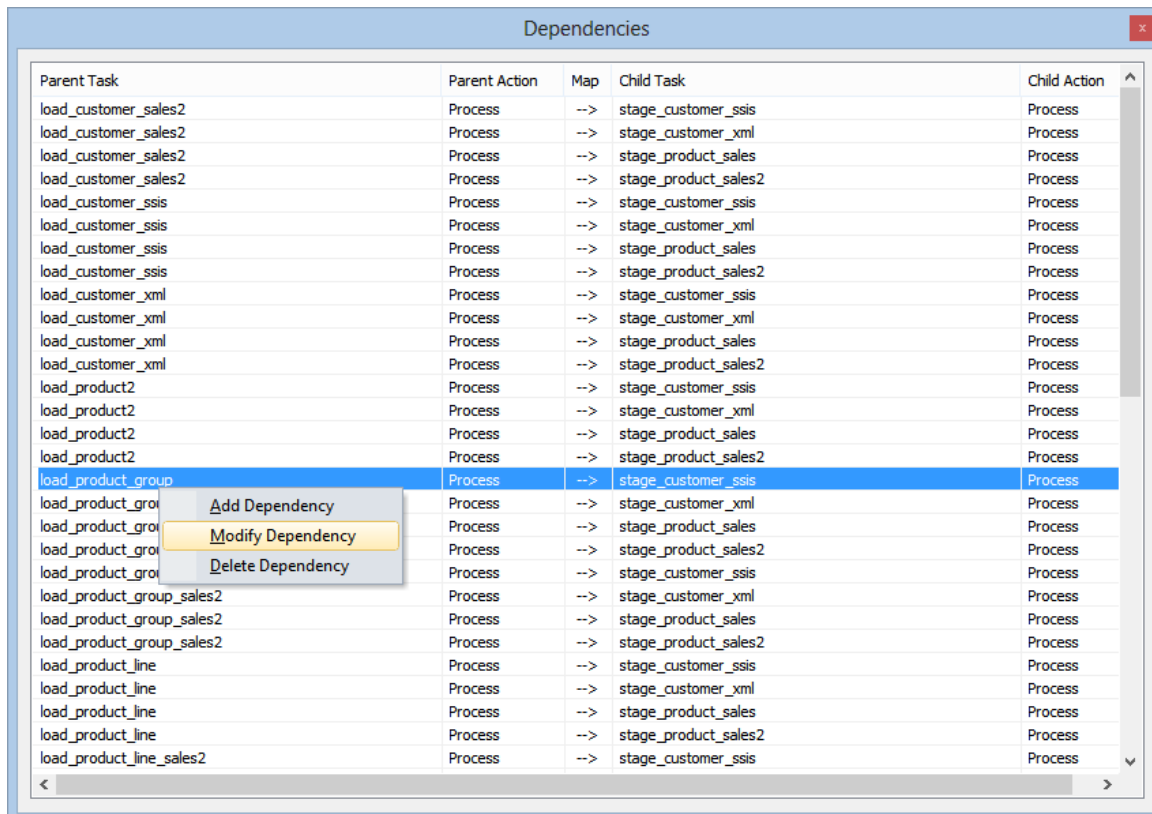 Dependencies
x
Parent Task Parent Action Map Child Task Child Action
load_customer_sales2 Process --> stage_customer_ssis Process
load_customer_sales2 Process --> stage_customer_xml Process
load_customer_sales2 Process --> stage_product_sales Process
load_customer_sales2 Process --> stage_product_sales2 Process
load_customer_ssis Process --> stage_customer_ssis Process
load_customer_ssis Process --> stage_customer_xml Process
load_customer_ssis Process --> stage_product_sales Process
load_customer_ssis Process --> stage_product_sales2 Process
load_customer_xml Process --> stage_customer_ssis Process
load_customer_xml Process --> stage_customer_xml Process
load_customer_xml Process --> stage_product_sales Process
load_customer_xml Process --> stage_product_sales2 Process
load_product2 Process --> stage_customer_ssis Process
load_product2 Process --> stage_customer_xml Process
load_product2 Process --> stage_product_sales Process
load_product2 Process --> stage_product_sales2 Process
load_product_group Process --> stage_customer_ssis Process
load_product_grou Add Dependency Process --> stage_customer_xml Process
load_product_grou Modify Dependency Process --> stage_product_sales Process
load_product_grou Process --> stage_product_sales2 Process
load_product_grou Delete Dependency Process --> stage_customer_ssis Process
load_product_group_sales2 Process --> stage_customer_xml Process
load_product_group_sales2 Process --> stage_product_sales Process
load_product_group_sales2 Process --> stage_product_sales2 Process
load_product_line Process --> stage_customer_ssis Process
load_product_line Process --> stage_customer_xml Process
load_product_line Process --> stage_product_sales Process
load_product_line Process --> stage_product_sales2 Process
load_product_line_sales2 Process --> stage_customer_ssis Process